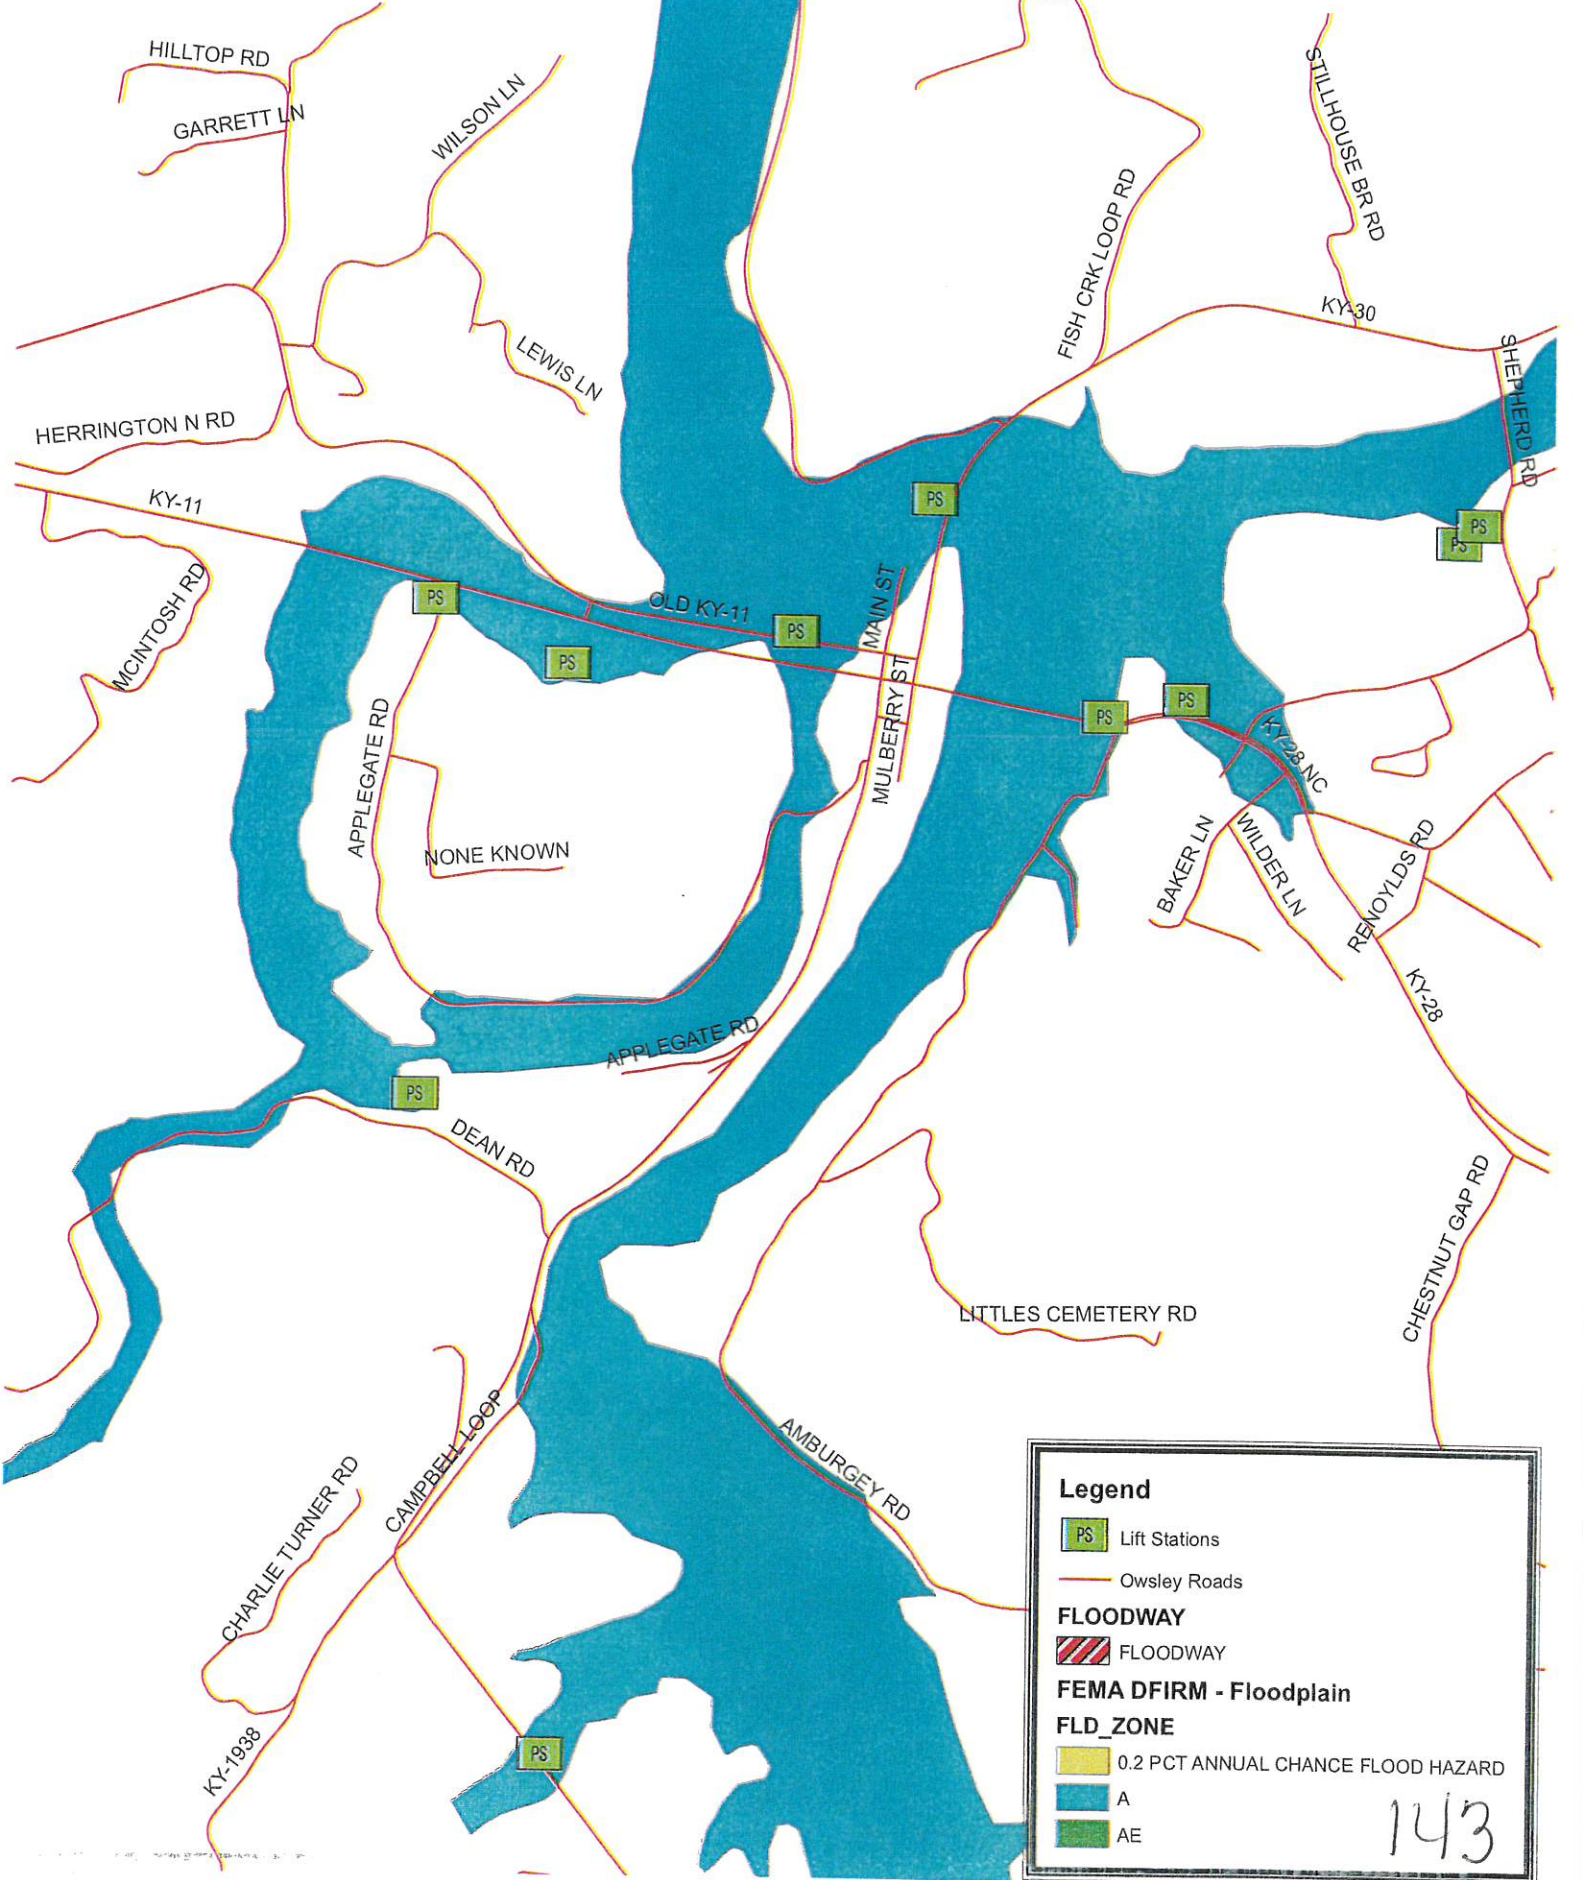 HILLTOP RD
GARRETT LN
WILSON LN
STILLHOUSE BR RD
FISH CRK LOOP RD
KY-30
LEWIS LN
SHEPHERD RD
HERRINGTON N RD
KY-11
PS
PS
PS
MCINTOSH RD
PS
OLD KY-11
PS
MAIN ST
PS
MULBERRY ST
PS
PS
APPLEGATE RD
KY-28 NC
NONE KNOWN
BAKER LN
WILDER LN
RENOYLDS RD
KY-28
APPLEGATE RD
PS
DEAN RD
CHESTNUT GAP RD
LITTLES CEMETERY RD
CAMPBELL LOOP
AMBURGEY RD
CHARLIE TURNER RD
KY-1938
PS
Legend
PS Lift Stations
Owsley Roads
FLOODWAY
FLOODWAY
FEMA DFIRM - Floodplain
FLD_ZONE
0.2 PCT ANNUAL CHANCE FLOOD HAZARD
A
AE
143